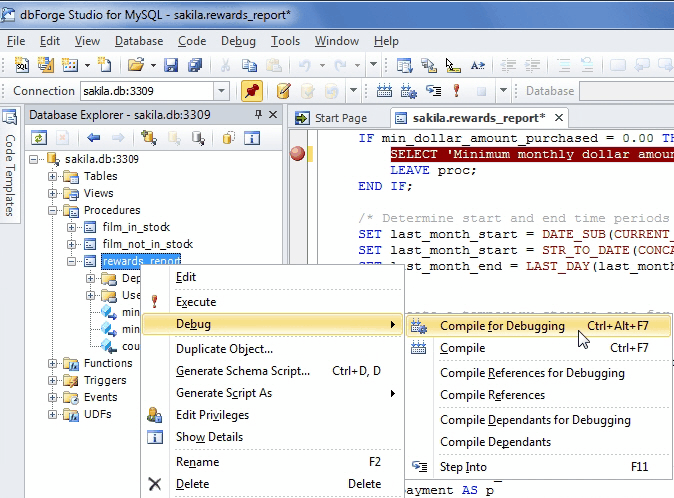 dbForge Studio for MySQL - sakila.rewards_report*
File Edit View Database Code Debug Tools Window Help
Connection sakila.db:3309 Database
Code Templates
Database Explorer - sakila.db:3309
sakila.db:3309
Tables
Views
Procedures
film_in_stock
film_not_in_stock
rewards_report
Dep
Use
min
min
cou
Functions
Triggers
Events
UDFs
Start Page sakila.rewards_report*
IF min_dollar_amount_purchased = 0.00 TH
SELECT 'Minimum monthly dollar amoun
LEAVE proc;
END IF;
/* Determine start and end time periods
SET last_month_start = DATE_SUB(CURRENT_
SET last_month_start = STR_TO_DATE(CONCA
SET last_month_end = LAST_DAY(last_month
Edit
Execute
Debug
Duplicate Object...
Generate Schema Script... Ctrl+D, D
Generate Script As
Edit Privileges
Show Details
Rename F2
Delete Delete
Compile for Debugging Ctrl+Alt+F7
Compile Ctrl+F7
Compile References for Debugging
Compile References
Compile Dependants for Debugging
Compile Dependants
Step Into F11
payment AS p